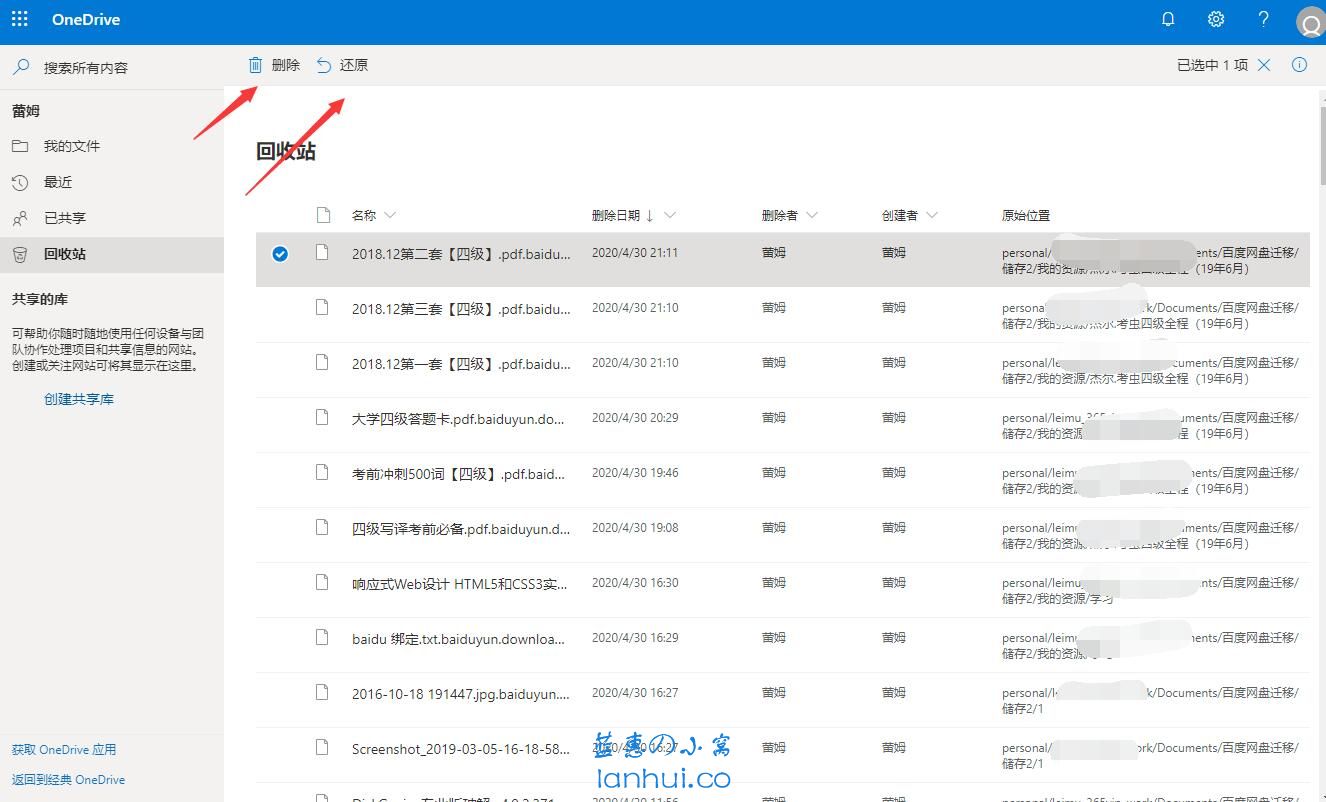 OneDrive
搜索所有内容
删除 还原
已选中 1 项
蕾姆
我的文件
最近
已共享
回收站
共享的库
可帮助你随时随地使用任何设备与团
队协作处理项目和共享信息的网站。
创建或关注网站可将其显示在这里。
创建共享库
获取 OneDrive 应用
返回到经典 OneDrive
回收站
名称 删除日期 ↓ 删除者 创建者 原始位置
2018.12第二套【四级】.pdf.baidu... 2020/4/30 21:11 蕾姆 蕾姆 personal/ ents/百度网盘迁移/
储存2/我的资源/杰尔.考虫四级全程（19年6月）
2018.12第三套【四级】.pdf.baidu... 2020/4/30 21:10 蕾姆 蕾姆 personal k/Documents/百度网盘迁移/
储存2/我的资源/杰尔.考虫四级全程（19年6月）
2018.12第一套【四级】.pdf.baidu... 2020/4/30 21:10 蕾姆 蕾姆 personal/le cuments/百度网盘迁移/
储存2/我的资源/杰尔.考虫四级全程（19年6月）
大学四级答题卡.pdf.baiduyun.do... 2020/4/30 20:29 蕾姆 蕾姆 personal/leimu_365 uments/百度网盘迁移/
储存2/我的资源 程（19年6月）
考前冲刺500词【四级】.pdf.baid... 2020/4/30 19:46 蕾姆 蕾姆 personal/leimu ents/百度网盘迁移/
储存2/我的资 全程（19年6月）
四级写译考前必备.pdf.baiduyun.d... 2020/4/30 19:08 蕾姆 蕾姆 personal/leimu ments/百度网盘迁移/
储存2/我的资源 考虫四级全程（19年6月）
响应式Web设计 HTML5和CSS3实... 2020/4/30 16:30 蕾姆 蕾姆 personal/leimu nts/百度网盘迁移/
储存2/我的资源/学习
baidu 绑定.txt.baiduyun.downloa... 2020/4/30 16:29 蕾姆 蕾姆 personal/leimu ents/百度网盘迁移/
储存2/我的资源
2016-10-18 191447.jpg.baiduyun.... 2020/4/30 16:27 蕾姆 蕾姆 personal/l k/Documents/百度网盘迁移/
储存2/1
Screenshot_2019-03-05-16-18-58... 2020/4/30 16:27 蕾姆 蕾姆 personal/ ork/Documents/百度网盘迁移/
储存2/1
蓝惠の小窝
lanhui.co